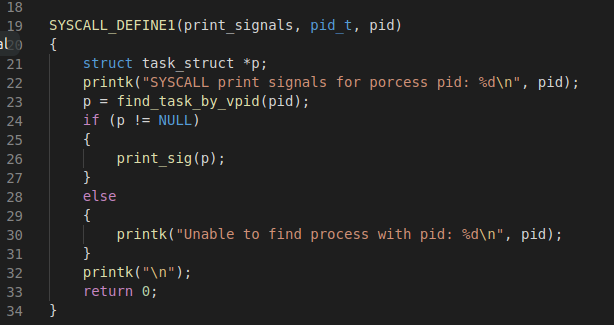 18
19 SYSCALL_DEFINE1(print_signals, pid_t, pid)
al 20 {
21     struct task_struct *p;
22     printk("SYSCALL print signals for porcess pid: %d\n", pid);
23     p = find_task_by_vpid(pid);
24     if (p != NULL)
25     {
26         print_sig(p);
27     }
28     else
29     {
30         printk("Unable to find process with pid: %d\n", pid);
31     }
32     printk("\n");
33     return 0;
34 }